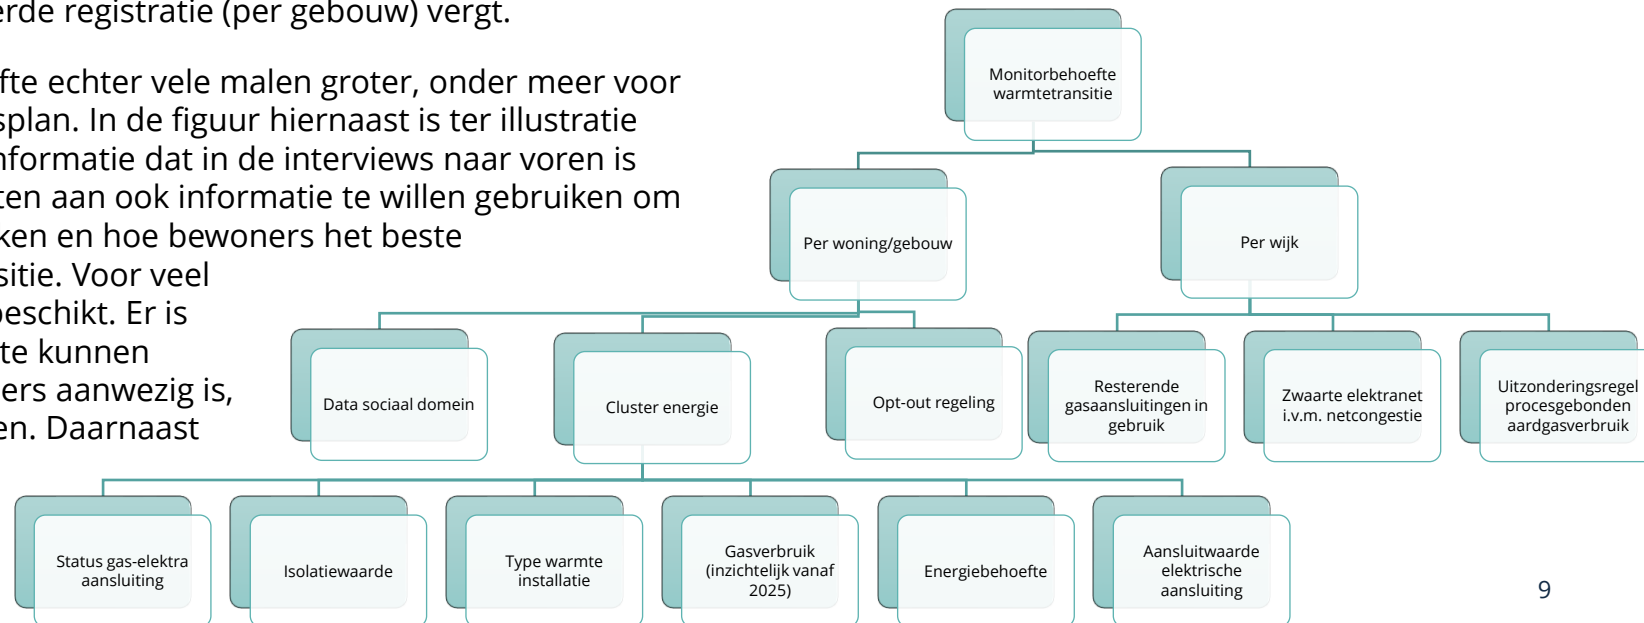 erde registratie (per gebouw) vergt.
fte echter vele malen groter, onder meer voor
splan. In de figuur hiernaast is ter illustratie
nformatie dat in de interviews naar voren is
ten aan ook informatie te willen gebruiken om
ken en hoe bewoners het beste
sitie. Voor veel
beschikt. Er is
te kunnen
ers aanwezig is,
en. Daarnaast
Monitorbehoefte
warmtetransitie
Per woning/gebouw
Per wijk
Data sociaal domein
Cluster energie
Opt-out regeling
Resterende
gasaansluitingen in
gebruik
Zwaarte elektranet
i.v.m. netcongestie
Uitzonderingsregel
procesgebonden
aardgasverbruik
Status gas-elektra
aansluiting
Isolatiewaarde
Type warmte
installatie
Gasverbruik
(inzichtelijk vanaf
2025)
Energiebehoefte
Aansluitwaarde
elektrische
aansluiting
9